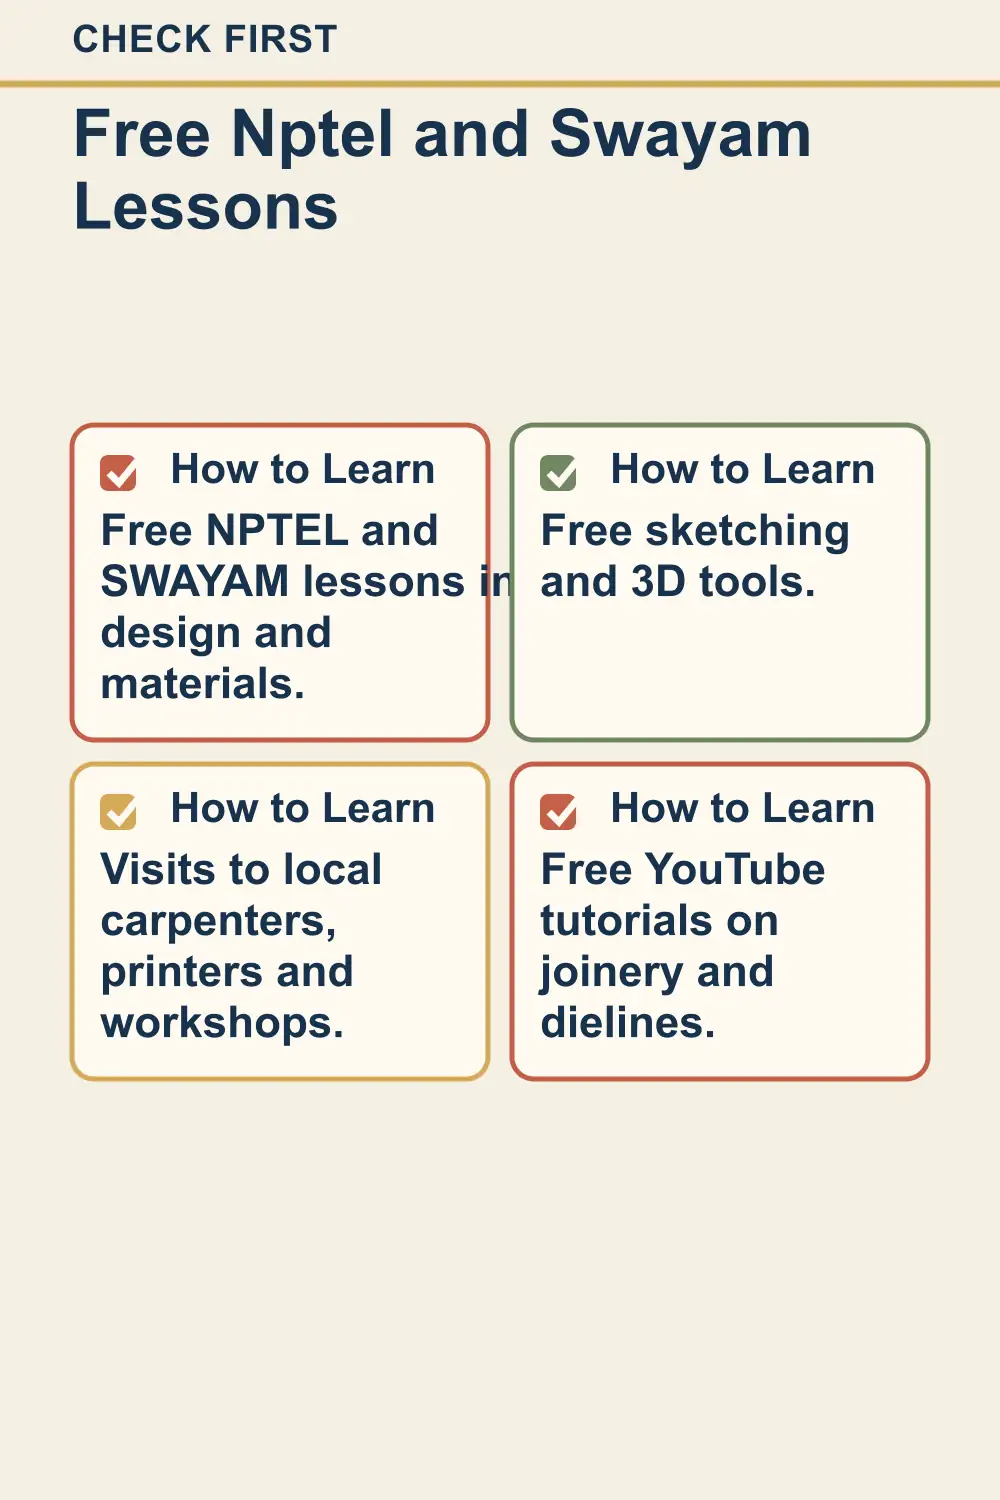 CHECK FIRST
Free Nptel and Swayam
Lessons
How to Learn
Free NPTEL and
SWAYAM lessons in
design and
materials.
How to Learn
Free sketching
and 3D tools.
How to Learn
Visits to local
carpenters,
printers and
workshops.
How to Learn
Free YouTube
tutorials on
joinery and
dielines.